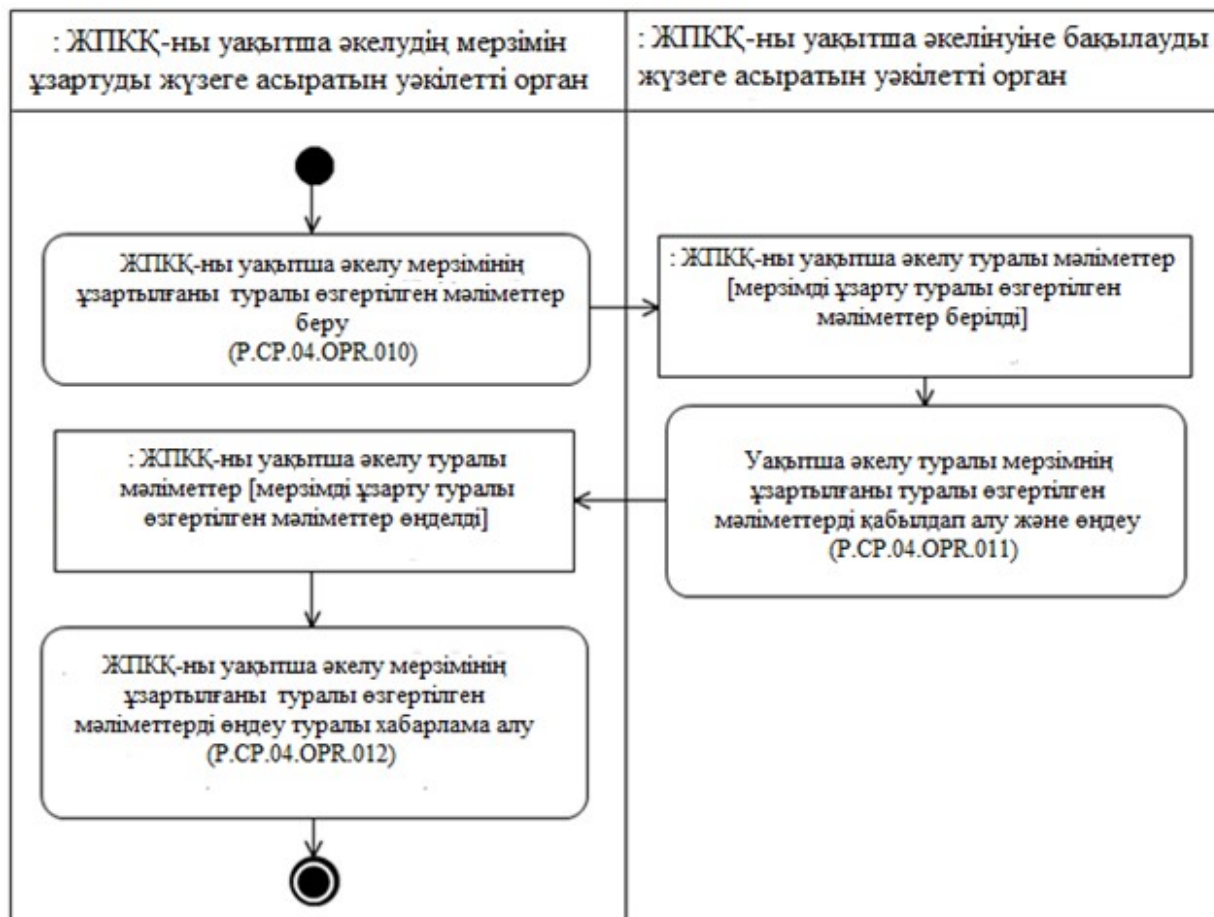 : ЖПКҚ-ны уақытша әкелудің мерзімін
ұзартуды жүзеге асыратын уәкілетті орган
: ЖПКҚ-ны уақытша әкелінуіне бақылауды
жүзеге асыратын уәкілетті орган
ЖПКҚ-ны уақытша әкелу мерзімінің
ұзартылғаны туралы өзгертілген мәліметтер
беру
(P.CP.04.OPR.010)
: ЖПКҚ-ны уақытша әкелу туралы мәліметтер
[мерзімді ұзарту туралы өзгертілген
мәліметтер берілді]
Уақытша әкелу туралы мерзімнің
ұзартылғаны туралы өзгертілген
мәліметтерді қабылдап алу және өңдеу
(P.CP.04.OPR.011)
: ЖПКҚ-ны уақытша әкелу туралы
мәліметтер [мерзімді ұзарту туралы
өзгертілген мәліметтер өңделді]
ЖПКҚ-ны уақытша әкелу мерзімінің
ұзартылғаны туралы өзгертілген
мәліметтерді өңдеу туралы хабарлама алу
(P.CP.04.OPR.012)